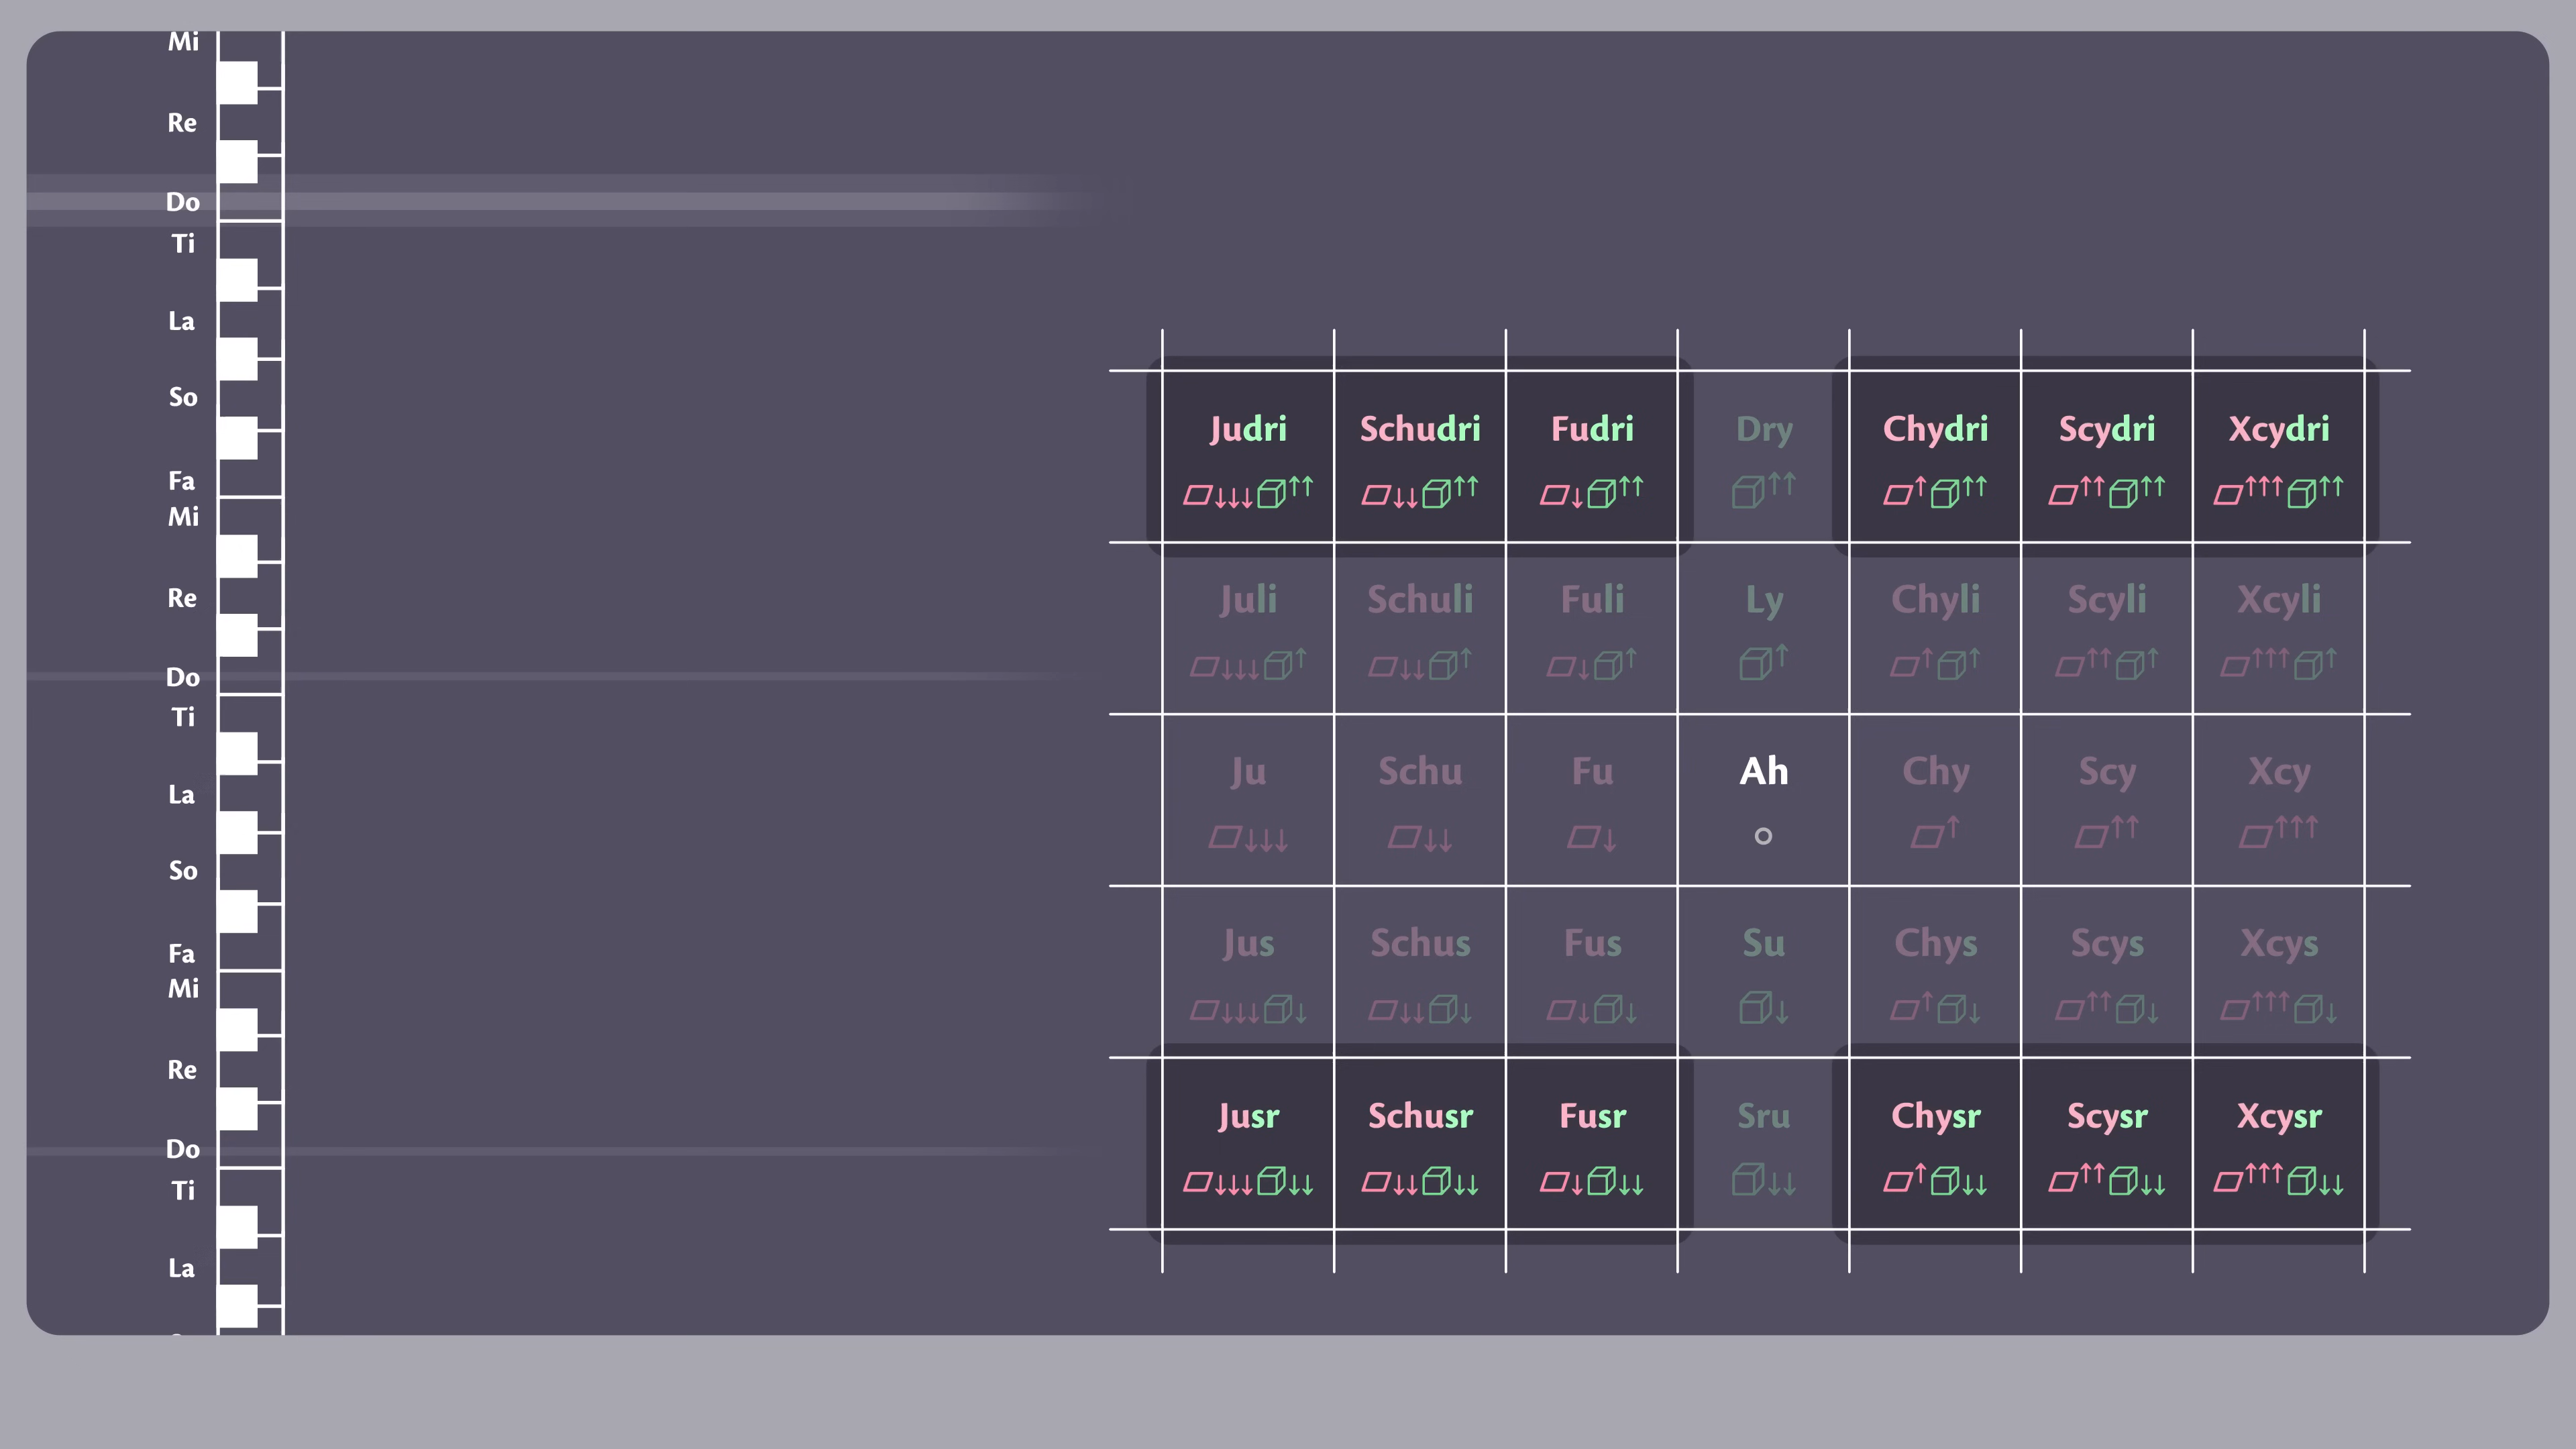 Mi
Re
Do
Ti
La
So
Fa
Mi
Re
Do
Ti
La
So
Fa
Mi
Re
Do
Ti
La
Judri Schudri Fudri Dry Chydri Scydri Xcydri
▱↓↓↓ ↑↑ ▱↓↓ ↑↑ ▱↓ ↑↑ ↑↑ ▱↑ ↑↑ ▱↑↑ ↑↑ ▱↑↑↑ ↑↑
Juli Schuli Fuli Ly Chyli Scyli Xcyli
▱↓↓↓ ↑ ▱↓↓ ↑ ▱↓ ↑ ↑ ▱↑ ↑ ▱↑↑ ↑ ▱↑↑↑ ↑
Ju Schu Fu Ah Chy Scy Xcy
▱↓↓↓ ▱↓↓ ▱↓ ○ ▱↑ ▱↑↑ ▱↑↑↑
Jus Schus Fus Su Chys Scys Xcys
▱↓↓↓ ↓ ▱↓↓ ↓ ▱↓ ↓ ↓ ▱↑ ↓ ▱↑↑ ↓ ▱↑↑↑ ↓
Jusr Schusr Fusr Sru Chysr Scysr Xcysr
▱↓↓↓ ↓↓ ▱↓↓ ↓↓ ▱↓ ↓↓ ↓↓ ▱↑ ↓↓ ▱↑↑ ↓↓ ▱↑↑↑ ↓↓